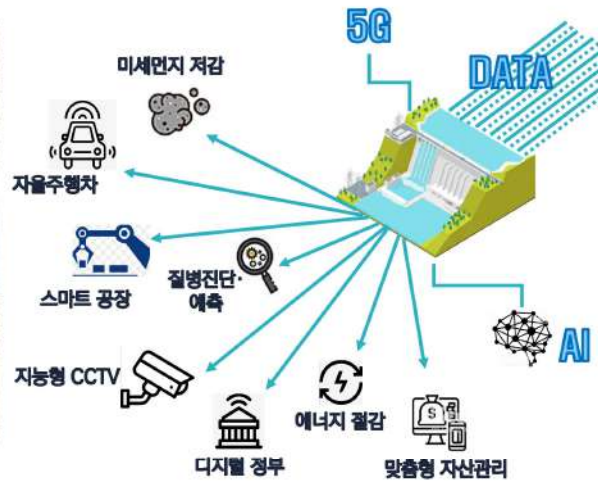 5G
DATA
미세먼지 저감
자율주행차
스마트 공장
질병진단·
예측
AI
지능형 CCTV
에너지 절감
디지털 정부
맞춤형 자산관리